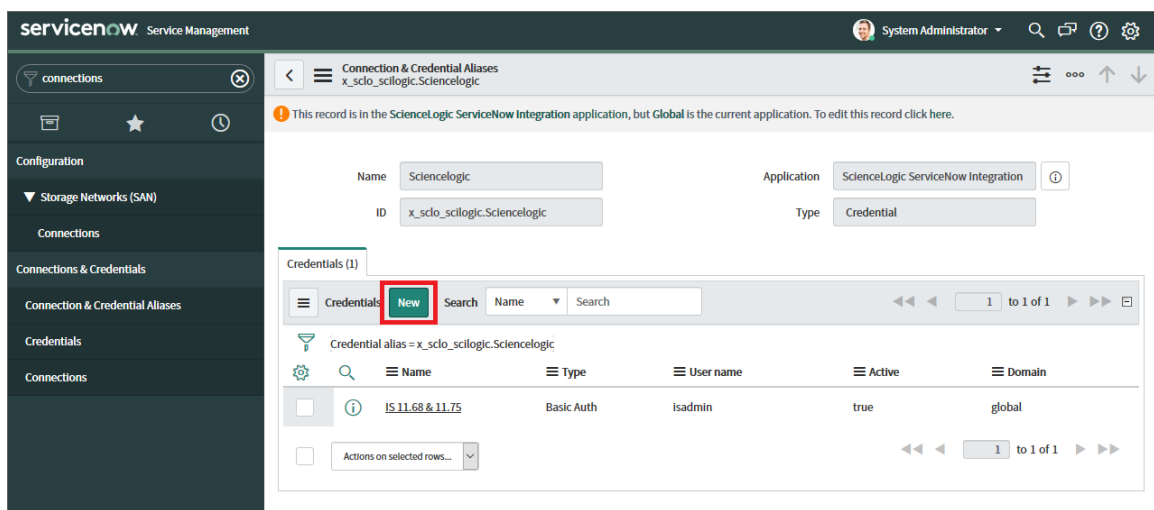 servicenow Service Management
System Administrator
connections
Connection & Credential Aliases
x_sclo_scilogic.Sciencelogic
This record is in the ScienceLogic ServiceNow Integration application, but Global is the current application. To edit this record click here.
Configuration
Storage Networks (SAN)
Connections
Connections & Credentials
Connection & Credential Aliases
Credentials
Connections
Name Sciencelogic Application ScienceLogic ServiceNow Integration
ID x_sclo_scilogic.Sciencelogic Type Credential
Credentials (1)
Credentials New Search Name Search 1 to 1 of 1
Credential alias = x_sclo_scilogic.Sciencelogic
Name Type User name Active Domain
IS 11.68 & 11.75 Basic Auth isadmin true global
Actions on selected rows... 1 to 1 of 1